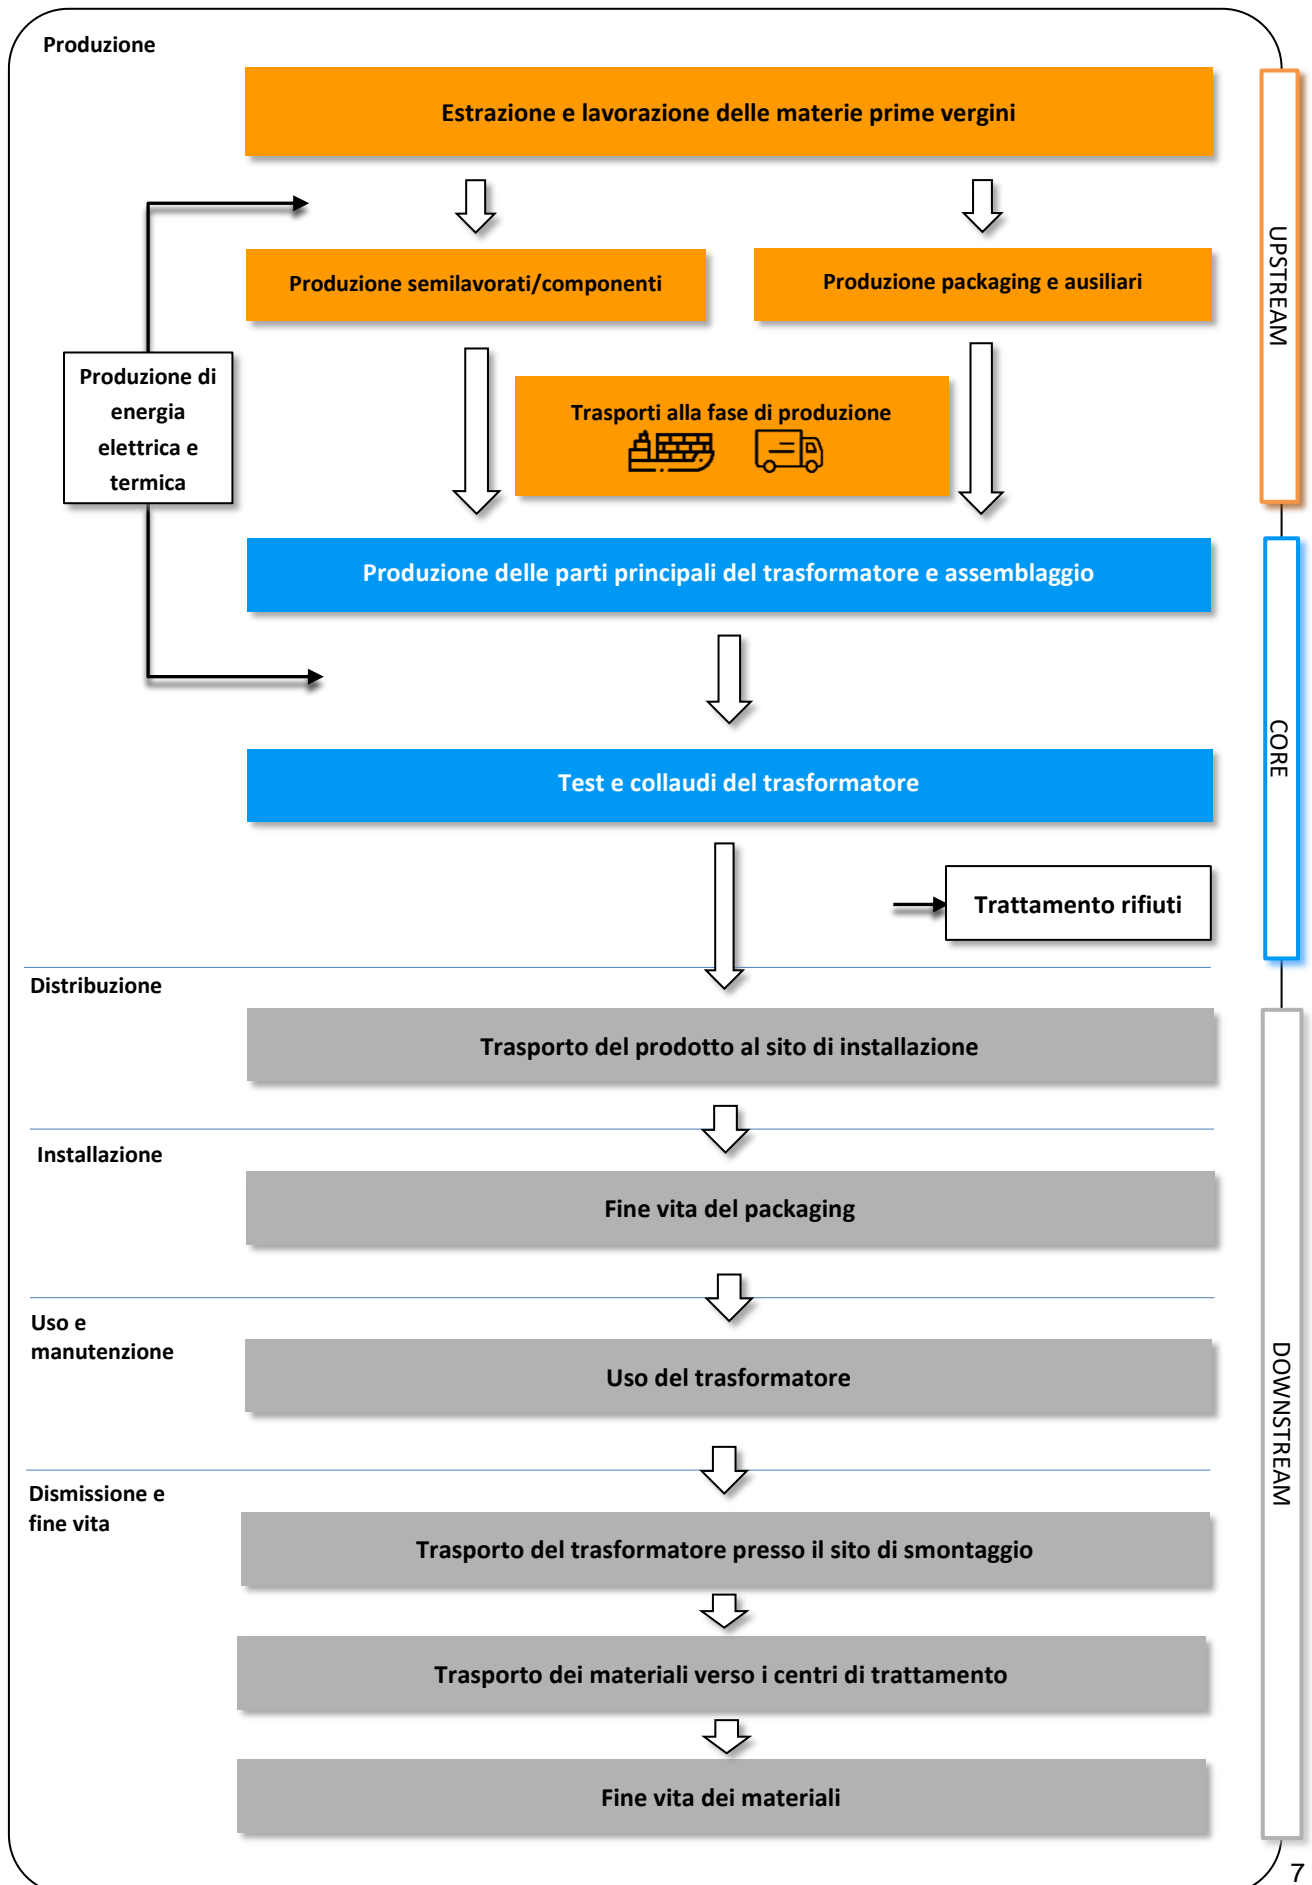 Produzione
Estrazione e lavorazione delle materie prime vergini
Produzione semilavorati/componenti
Produzione packaging e ausiliari
UPSTREAM
Produzione di
energia
elettrica e
termica
Trasporti alla fase di produzione
Produzione delle parti principali del trasformatore e assemblaggio
CORE
Test e collaudi del trasformatore
Trattamento rifiuti
Distribuzione
Trasporto del prodotto al sito di installazione
Installazione
Fine vita del packaging
Uso e
manutenzione
Uso del trasformatore
DOWNSTREAM
Dismissione e
fine vita
Trasporto del trasformatore presso il sito di smontaggio
Trasporto dei materiali verso i centri di trattamento
Fine vita dei materiali
7